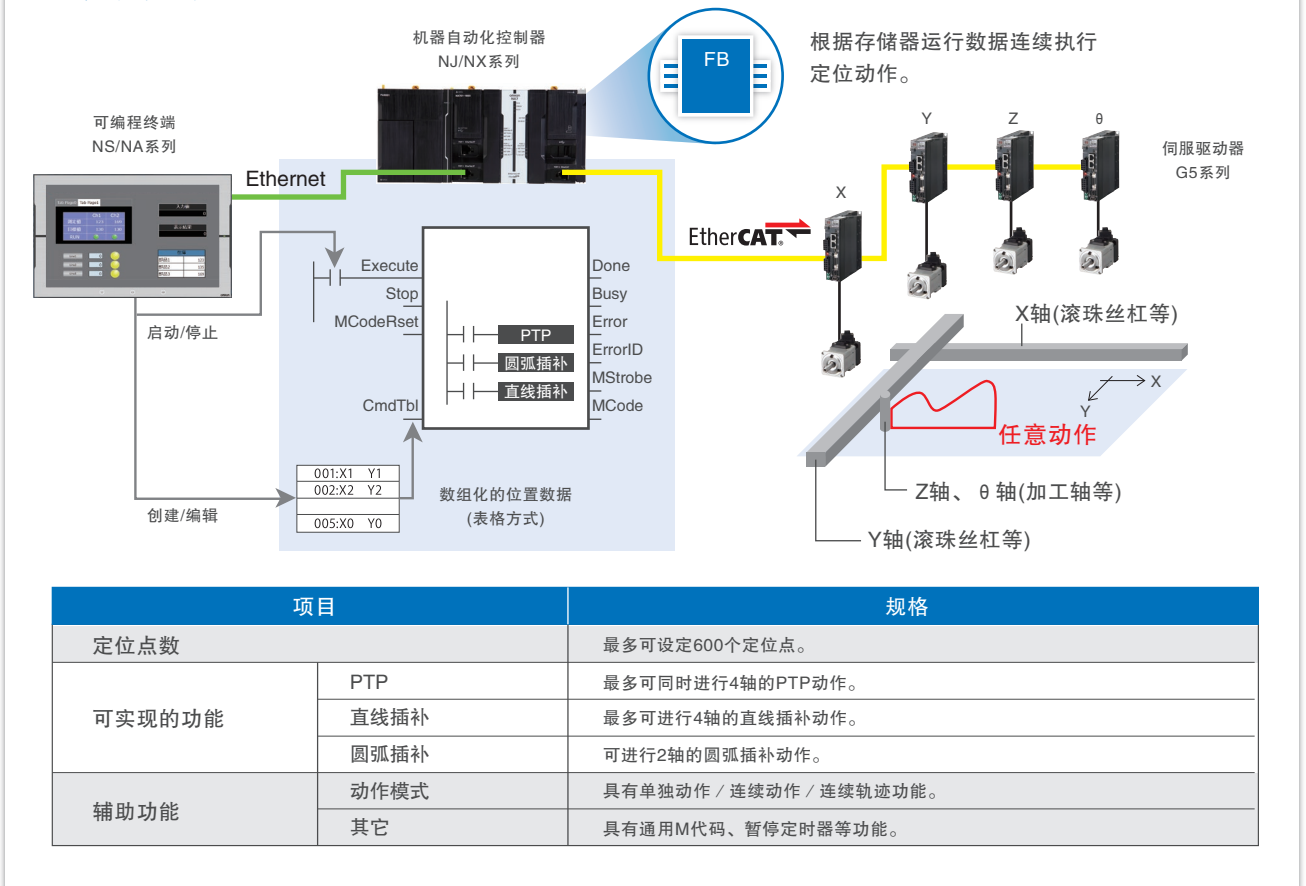 机器自动化控制器
NJ/NX系列
FB
根据存储器运行数据连续执行
定位动作。
可编程终端
NS/NA系列
Ethernet
Y
Z
θ
伺服驱动器
G5系列
X
EtherCAT®
Execute
Stop
MCodeRset
CmdTbl
PTP
圆弧插补
直线插补
Done
Busy
Error
ErrorID
MStrobe
MCode
启动/停止
创建/编辑
001:X1 Y1
002:X2 Y2
005:X0 Y0
数组化的位置数据
(表格方式)
X轴(滚珠丝杠等)
X
Y
任意动作
Z轴、θ轴(加工轴等)
Y轴(滚珠丝杠等)
项目 规格
定位点数 最多可设定600个定位点。
可实现的功能
PTP 最多可同时进行4轴的PTP动作。
直线插补 最多可进行4轴的直线插补动作。
圆弧插补 可进行2轴的圆弧插补动作。
辅助功能
动作模式 具有单独动作/连续动作/连续轨迹功能。
其它 具有通用M代码、暂停定时器等功能。